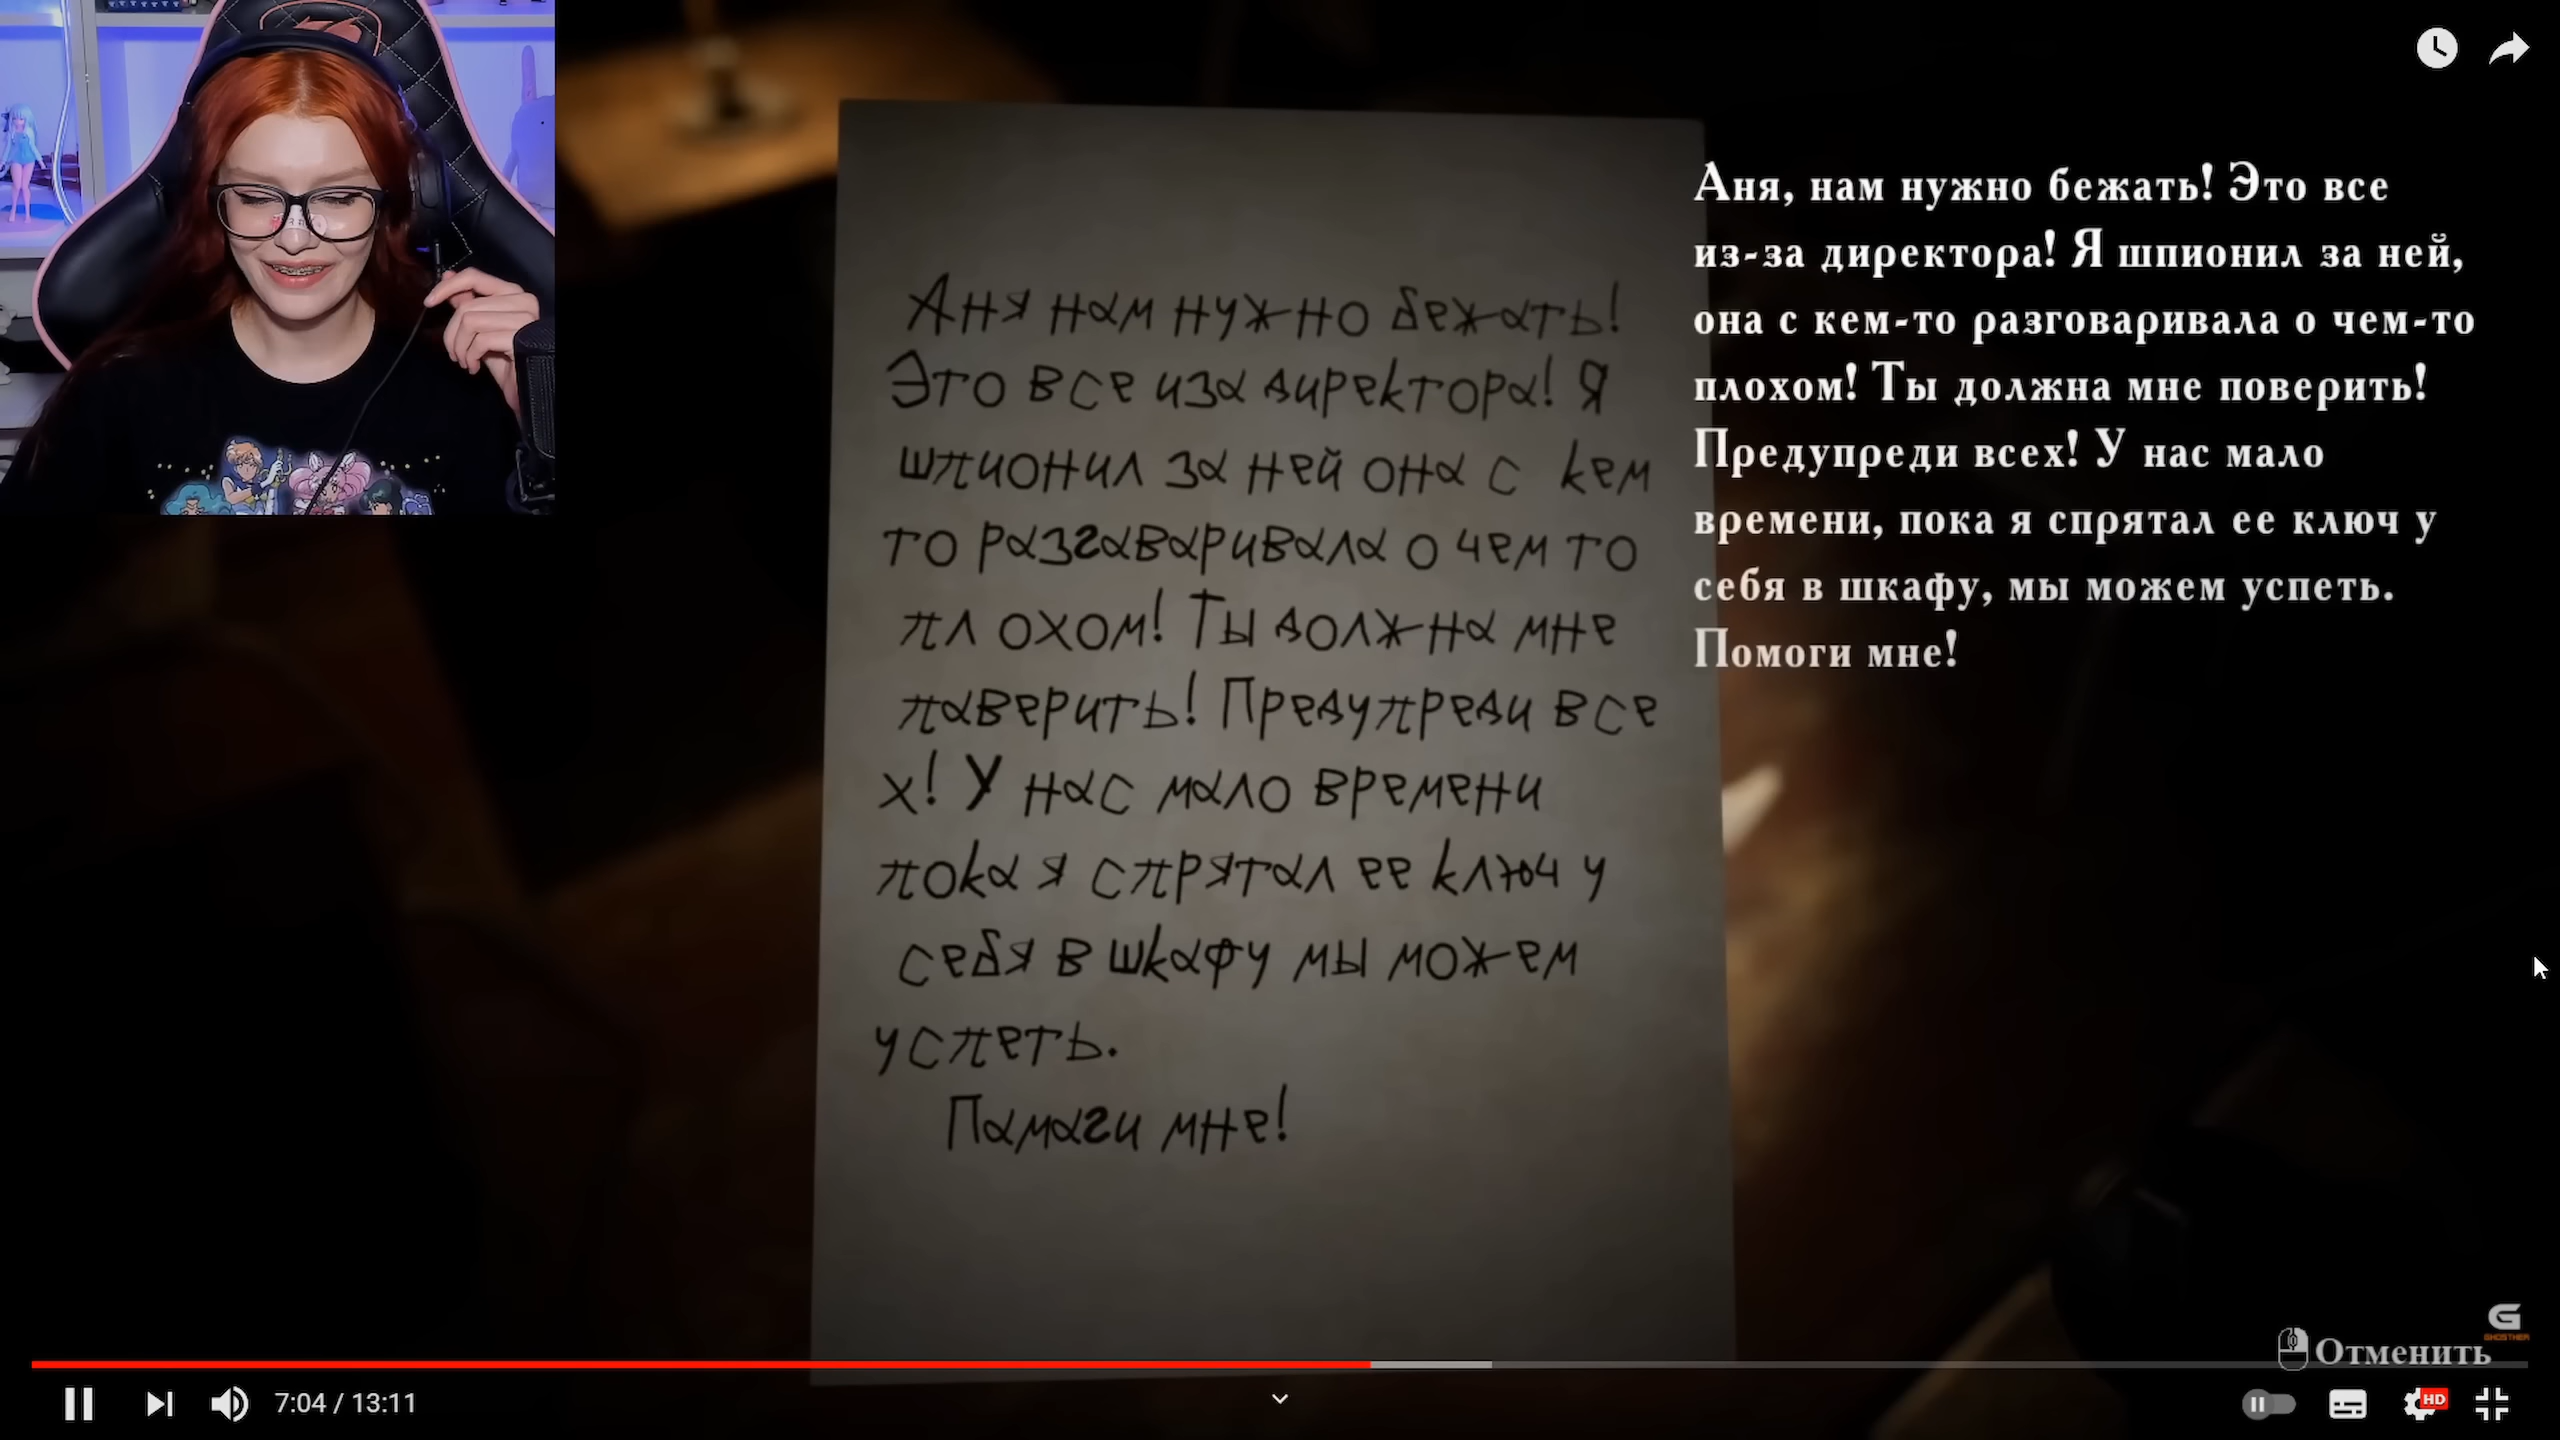 Аня нам нужно бежать!
Это все иза директора! Я
шпионил за ней она с кем
то разгаваривала о чем то
пл охом! Ты должна мне
паверить! Предупреди все
х! У нас мало времени
пока я спрятал ее ключ у
себя в шкафу мы можем
успеть.
Памаги мне!
Аня, нам нужно бежать! Это все
из-за директора! Я шпионил за ней,
она с кем-то разговаривала о чем-то
плохом! Ты должна мне поверить!
Предупреди всех! У нас мало
времени, пока я спрятал ее ключ у
себя в шкафу, мы можем успеть.
Помоги мне!
GHOSTHER
Отменить
7:04 / 13:11
HD